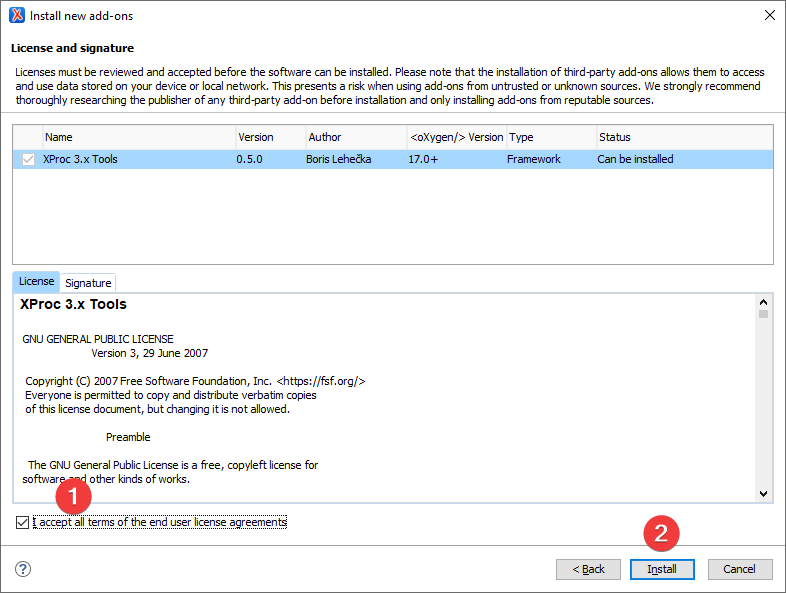 Install new add-ons
License and signature
Licenses must be reviewed and accepted before the software can be installed. Please note that the installation of third-party add-ons allows them to access
and use data stored on your device or local network. This presents a risk when using add-ons from untrusted or unknown sources. We strongly recommend
thoroughly researching the publisher of any third-party add-on before installation and only installing add-ons from reputable sources.
Name Version Author <oXygen/> Version Type Status
XProc 3.x Tools 0.5.0 Boris Lehečka 17.0+ Framework Can be installed
License Signature
XProc 3.x Tools
GNU GENERAL PUBLIC LICENSE
Version 3, 29 June 2007
Copyright (C) 2007 Free Software Foundation, Inc. <https://fsf.org/>
Everyone is permitted to copy and distribute verbatim copies
of this license document, but changing it is not allowed.
Preamble
The GNU General Public License is a free, copyleft license for
software and other kinds of works.
1
I accept all terms of the end user license agreements
2
? < Back Install Cancel